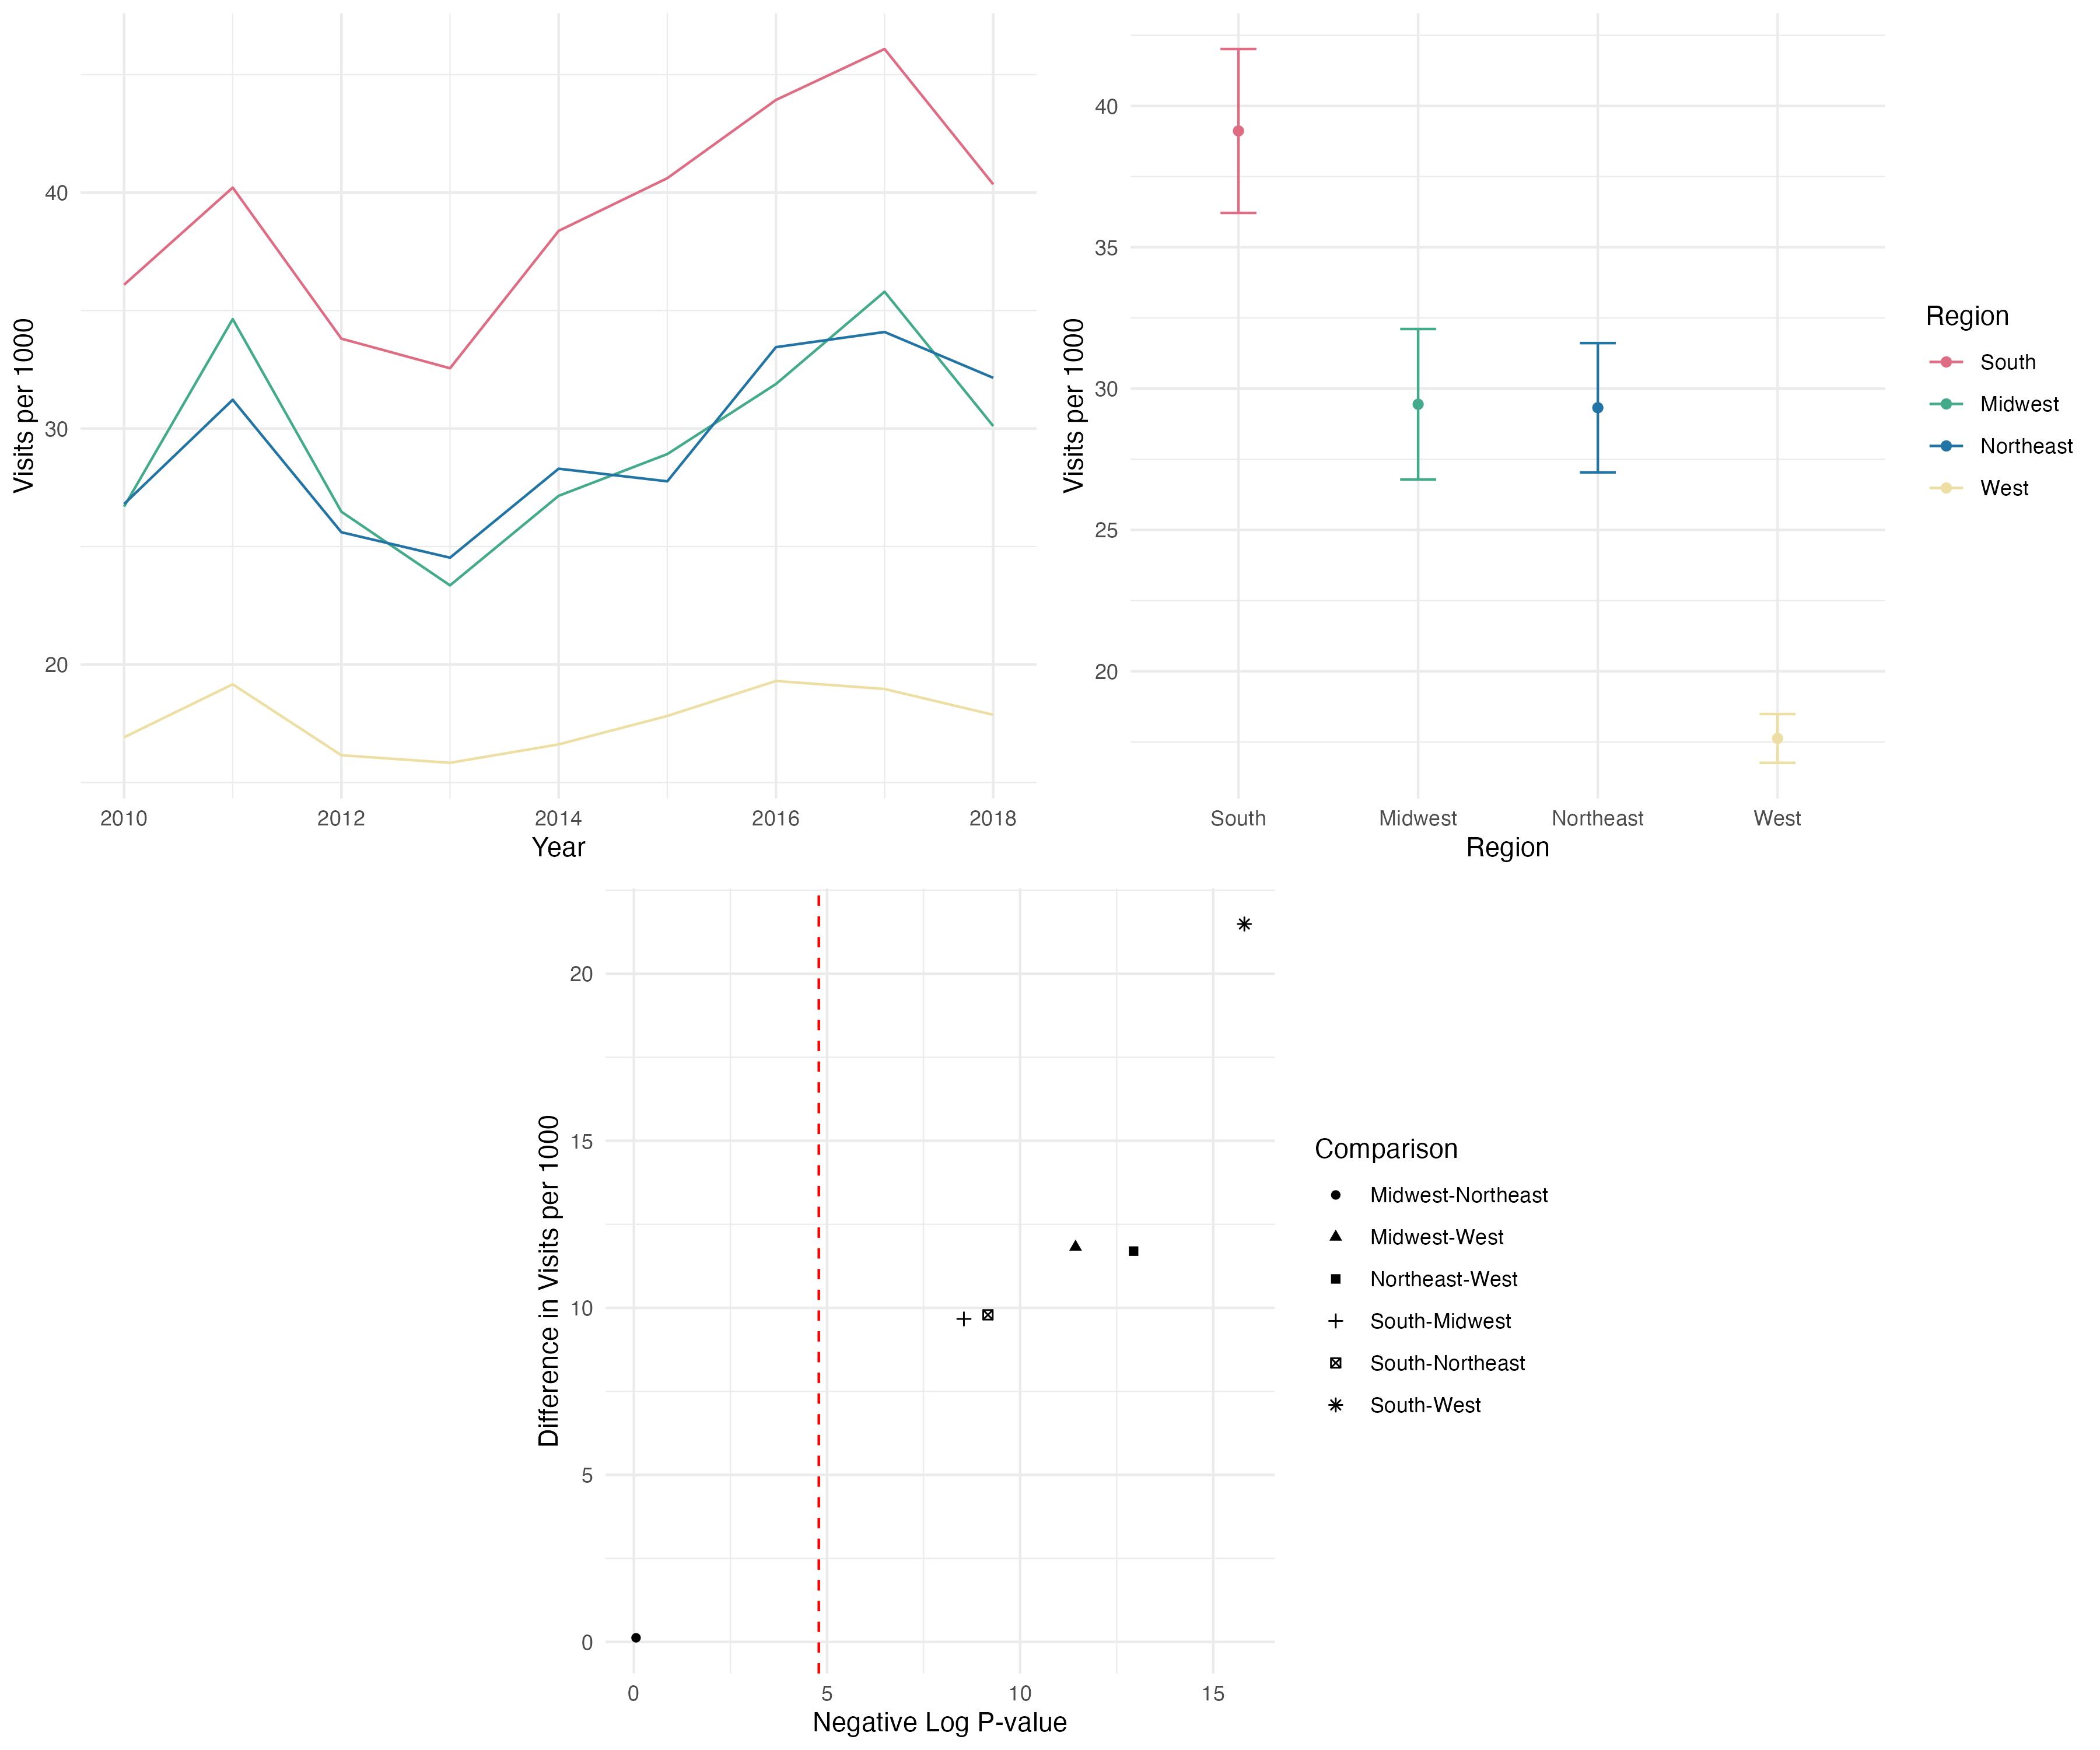 Visits per 1000
40
30
20
2010
2012
2014
2016
2018
Year
Visits per 1000
40
35
30
25
20
South
Midwest
Northeast
West
Region
Region
South
Midwest
Northeast
West
Difference in Visits per 1000
20
15
10
5
0
0
5
10
15
Negative Log P-value
Comparison
Midwest-Northeast
Midwest-West
Northeast-West
South-Midwest
South-Northeast
South-West